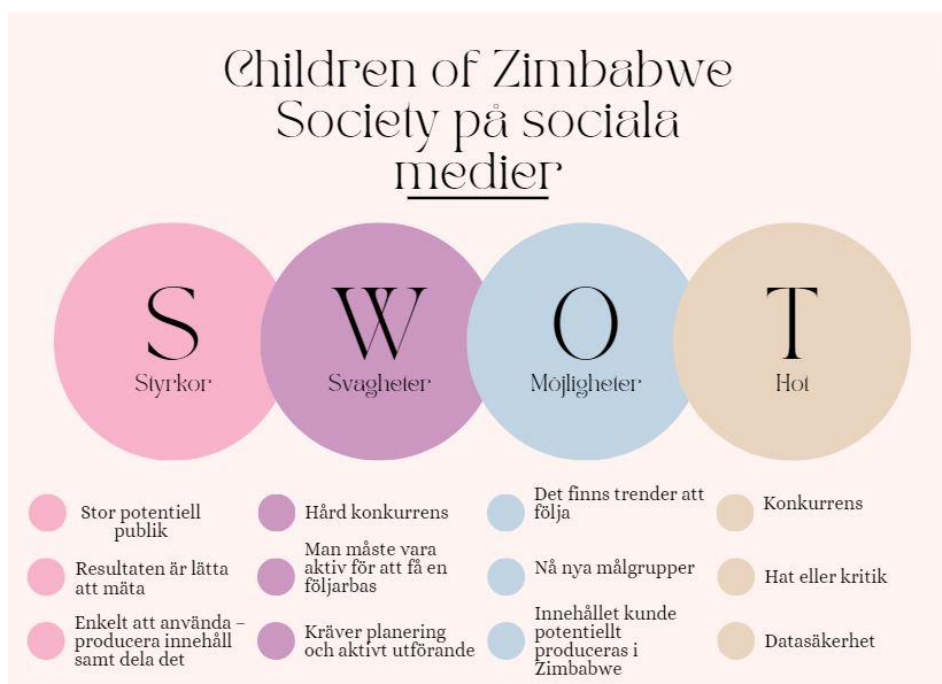 Children of Zimbabwe
Society på sociala
medier
S
Styrkor
W
Svagheter
O
Möjligheter
T
Hot
Stor potentiell
publik
Resultaten är lätta
att mäta
Enkelt att använda –
producera innehåll
samt dela det
Hård konkurrens
Man måste vara
aktiv för att få en
följarbas
Kräver planering
och aktivt utförande
Det finns trender att
följa
Nå nya målgrupper
Innehållet kunde
potentiellt
produceras i
Zimbabwe
Konkurrens
Hat eller kritik
Datasäkerhet